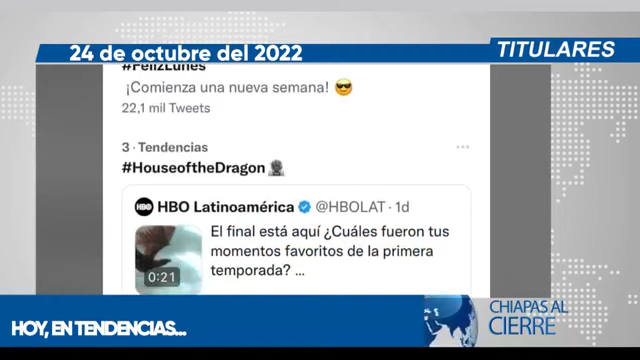 24 de octubre del 2022
TITULARES
#FelizLunes
¡Comienza una nueva semana! 😎
22,1 mil Tweets
3 · Tendencias
#HouseoftheDragon
HBO HBO Latinoamérica @HBOLAT · 1d
El final está aquí ¿Cuáles fueron tus
momentos favoritos de la primera
temporada? ...
0:21
HOY, EN TENDENCIAS...
CHIAPAS AL
CIERRE